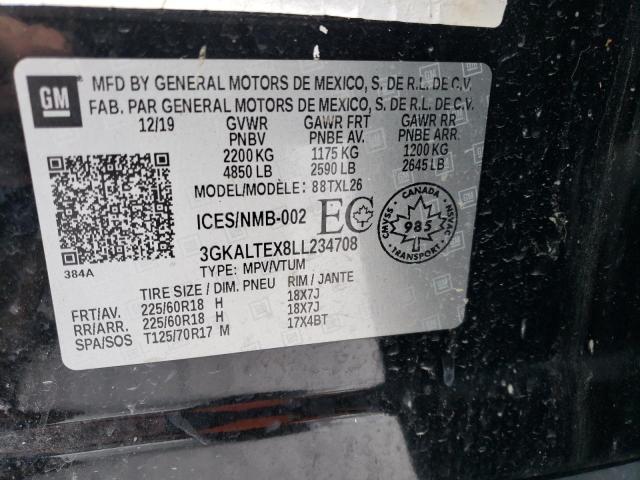 GM
MFD BY GENERAL MOTORS DE MEXICO, S. DE R.L. DE C.V.
FAB. PAR GENERAL MOTORS DE MEXICO, S. DE R.L. DE C.V.
12/19 GVWR GAWR FRT GAWR RR
PNBV PNBE AV. PNBE ARR.
2200 KG 1175 KG 1200 KG
4850 LB 2590 LB 2645 LB
MODEL/MODÈLE: 88TXL26
ICES/NMB-002 EC
CANADA
CMVSS 985 NSVAC
3GKALTEX8LL234708
384A
TYPE: MPV/VTUM
TIRE SIZE / DIM. PNEU RIM / JANTE
FRT/AV. 225/60R18 H 18X7J
RR/ARR. 225/60R18 H 18X7J
SPA/SOS T125/70R17 M 17X4BT